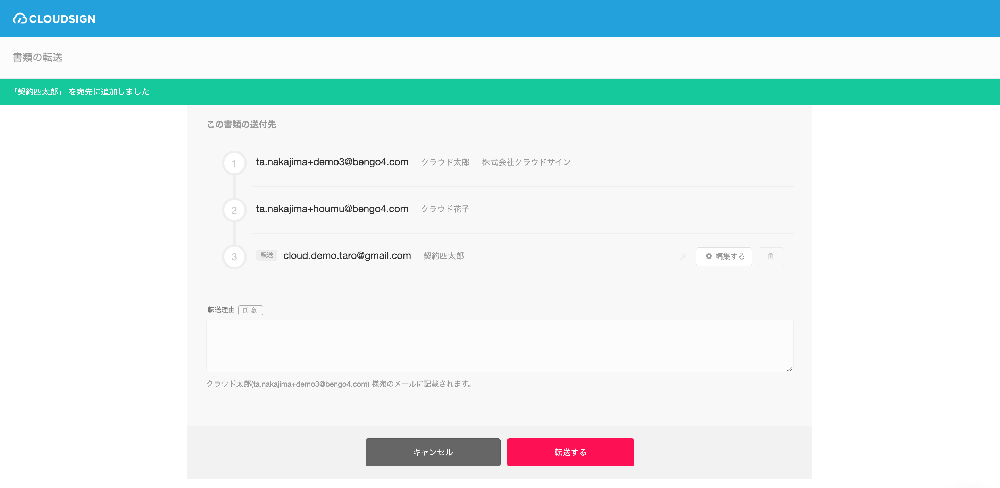 CLOUDSIGN
書類の転送
「契約四太郎」 を宛先に追加しました
この書類の送付先
1 ta.nakajima+demo3@bengo4.com クラウド太郎 株式会社クラウドサイン
2 ta.nakajima+houmu@bengo4.com クラウド花子
3 転送 cloud.demo.taro@gmail.com 契約四太郎 編集する
転送理由 任意
クラウド太郎(ta.nakajima+demo3@bengo4.com) 様宛のメールに記載されます。
キャンセル 転送する